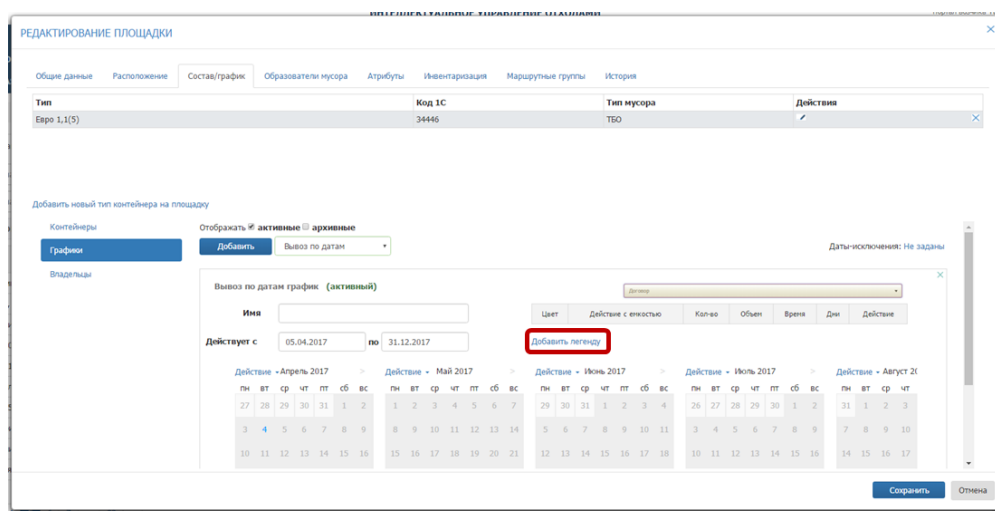 ИНТЕЛЛЕКТУАЛЬНОЕ УПРАВЛЕНИЕ ОТХОДАМИ
РЕДАКТИРОВАНИЕ ПЛОЩАДКИ
Общие данные Расположение Состав/график Образователи мусора Атрибуты Инвентаризация Маршрутные группы История
Тип Код 1С Тип мусора Действия
Евро 1,1(5) 34446 ТБО
Добавить новый тип контейнера на площадку
Контейнеры Отображать активные архивные
Графики Добавить Вывоз по датам Даты-исключения: Не заданы
Владельцы
Вывоз по датам график (активный) Договор
Имя Цвет Действие с емкостью Кол-во Объем Время Дни Действие
Действует с 05.04.2017 по 31.12.2017 Добавить легенду
Действие Апрель 2017 > Действие Май 2017 > Действие Июнь 2017 > Действие Июль 2017 > Действие Август 20
пн вт ср чт пт сб вс пн вт ср чт пт сб вс пн вт ср чт пт сб вс пн вт ср чт пт сб вс пн вт ср чт
27 28 29 30 31 1 2 1 2 3 4 5 6 7 29 30 31 1 2 3 4 26 27 28 29 30 1 2 31 1 2 3
3 4 5 6 7 8 9 8 9 10 11 12 13 14 5 6 7 8 9 10 11 3 4 5 6 7 8 9 7 8 9 10
10 11 12 13 14 15 16 15 16 17 18 19 20 21 12 13 14 15 16 17 18 10 11 12 13 14 15 16 14 15 16 17
Сохранить Отмена